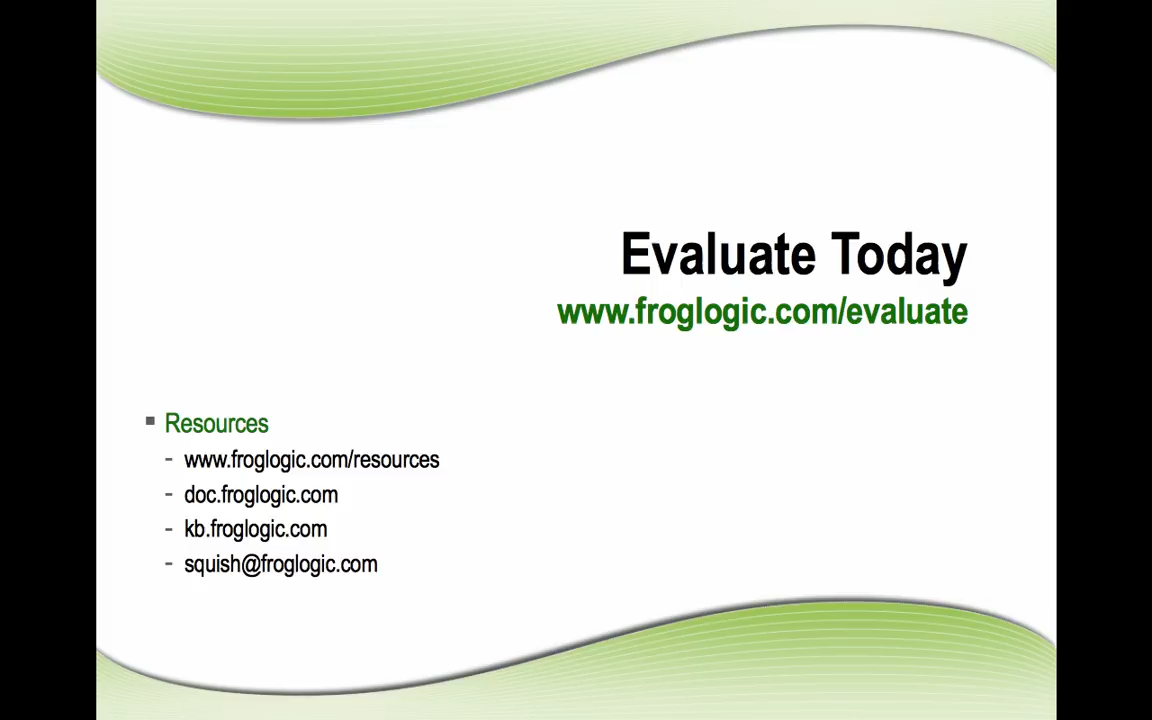 Evaluate Today
www.froglogic.com/evaluate
Resources
- www.froglogic.com/resources
- doc.froglogic.com
- kb.froglogic.com
- squish@froglogic.com